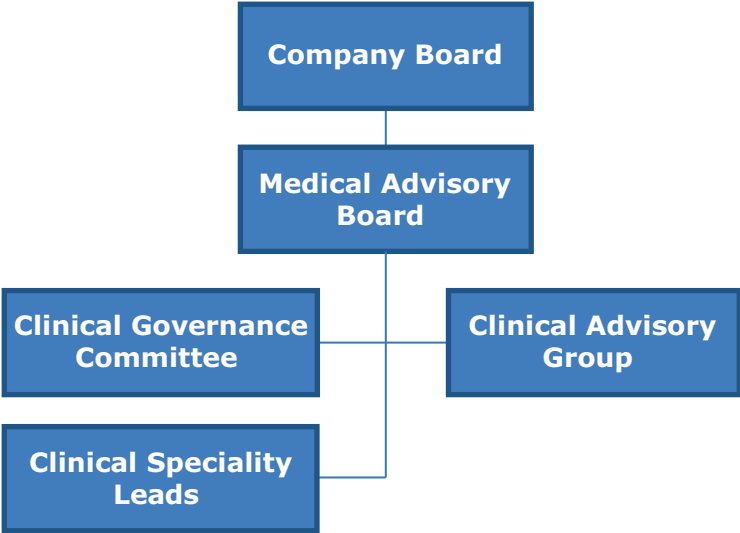 Company Board
Medical Advisory
Board
Clinical Governance
Committee
Clinical Advisory
Group
Clinical Speciality
Leads